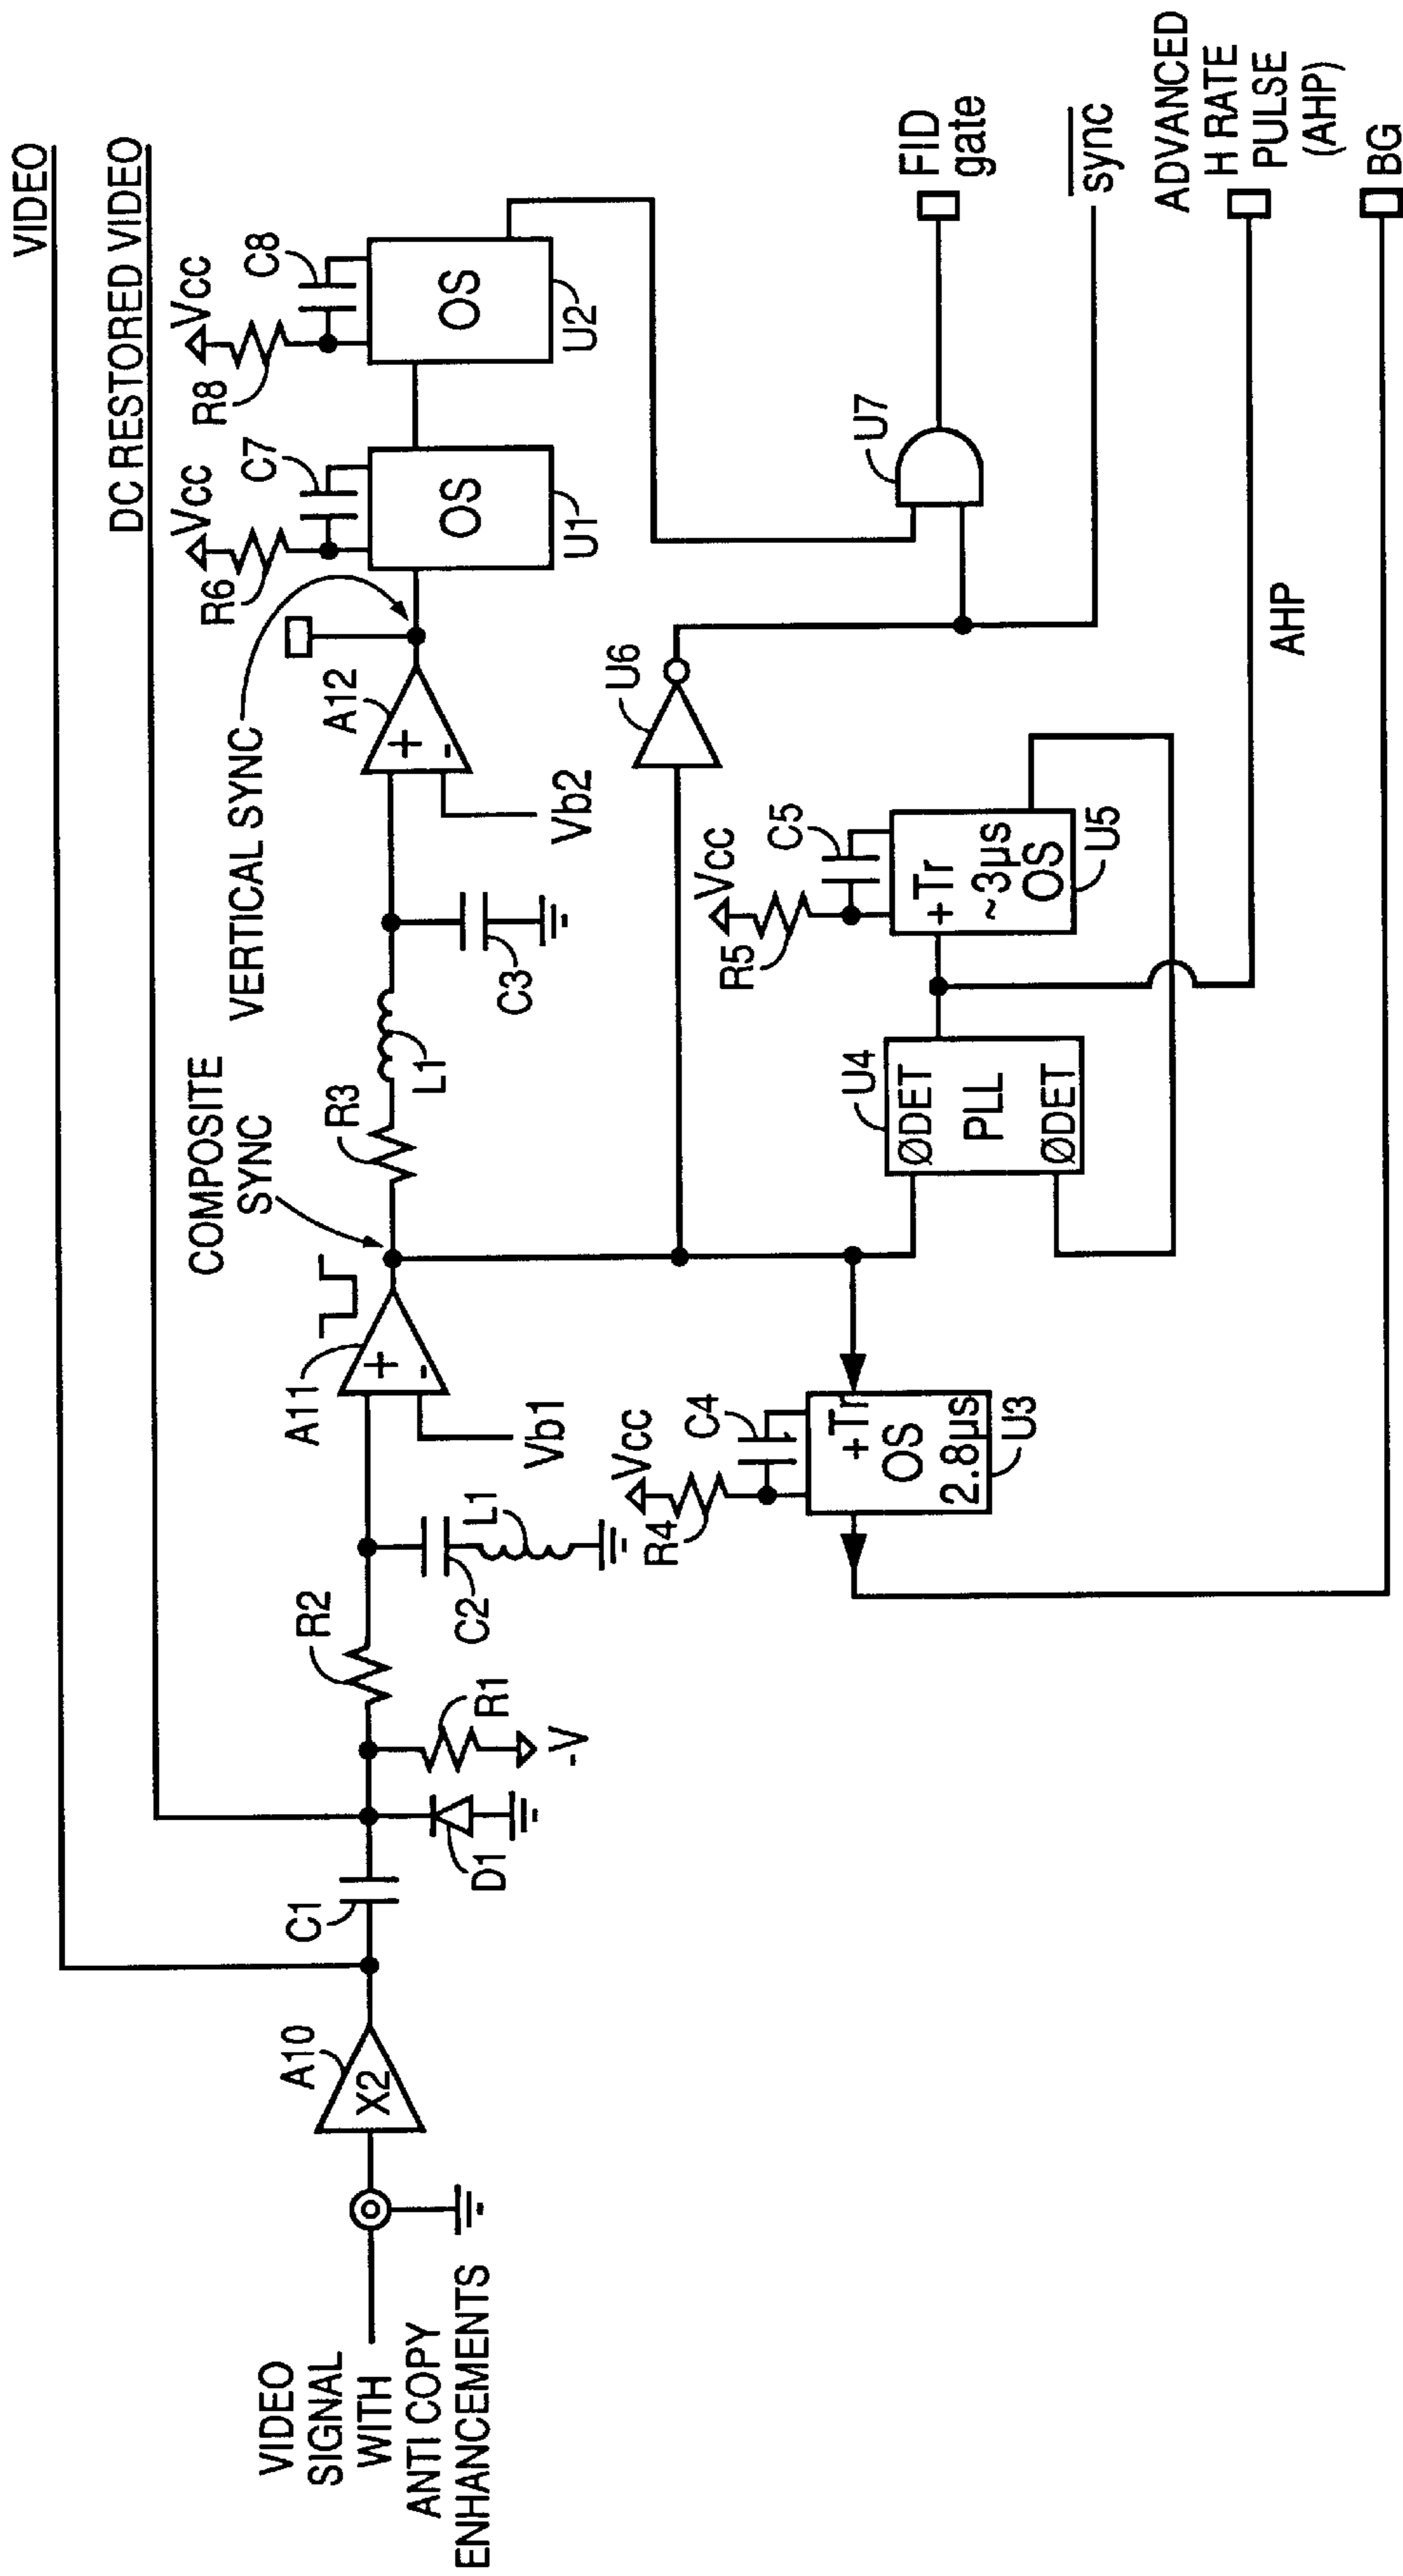 VIDEO
DC RESTORED VIDEO
VIDEO
SIGNAL
WITH
ANTI COPY
ENHANCEMENTS
A10
X2
C1
D1
R1
-V
R2
C2
L1
A11
+
-
Vb1
COMPOSITE
SYNC
R3
L1
C3
VERTICAL SYNC
A12
+
-
Vb2
R6
Vcc
C7
OS
U1
R8
Vcc
C8
OS
U2
U6
U7
FID
gate
sync
R4
Vcc
C4
+Tr
OS
2.8µs
U3
U4
ØDET
PLL
ØDET
R5
Vcc
C5
+Tr
~3µs
OS
U5
AHP
ADVANCED
H RATE
PULSE
(AHP)
BG